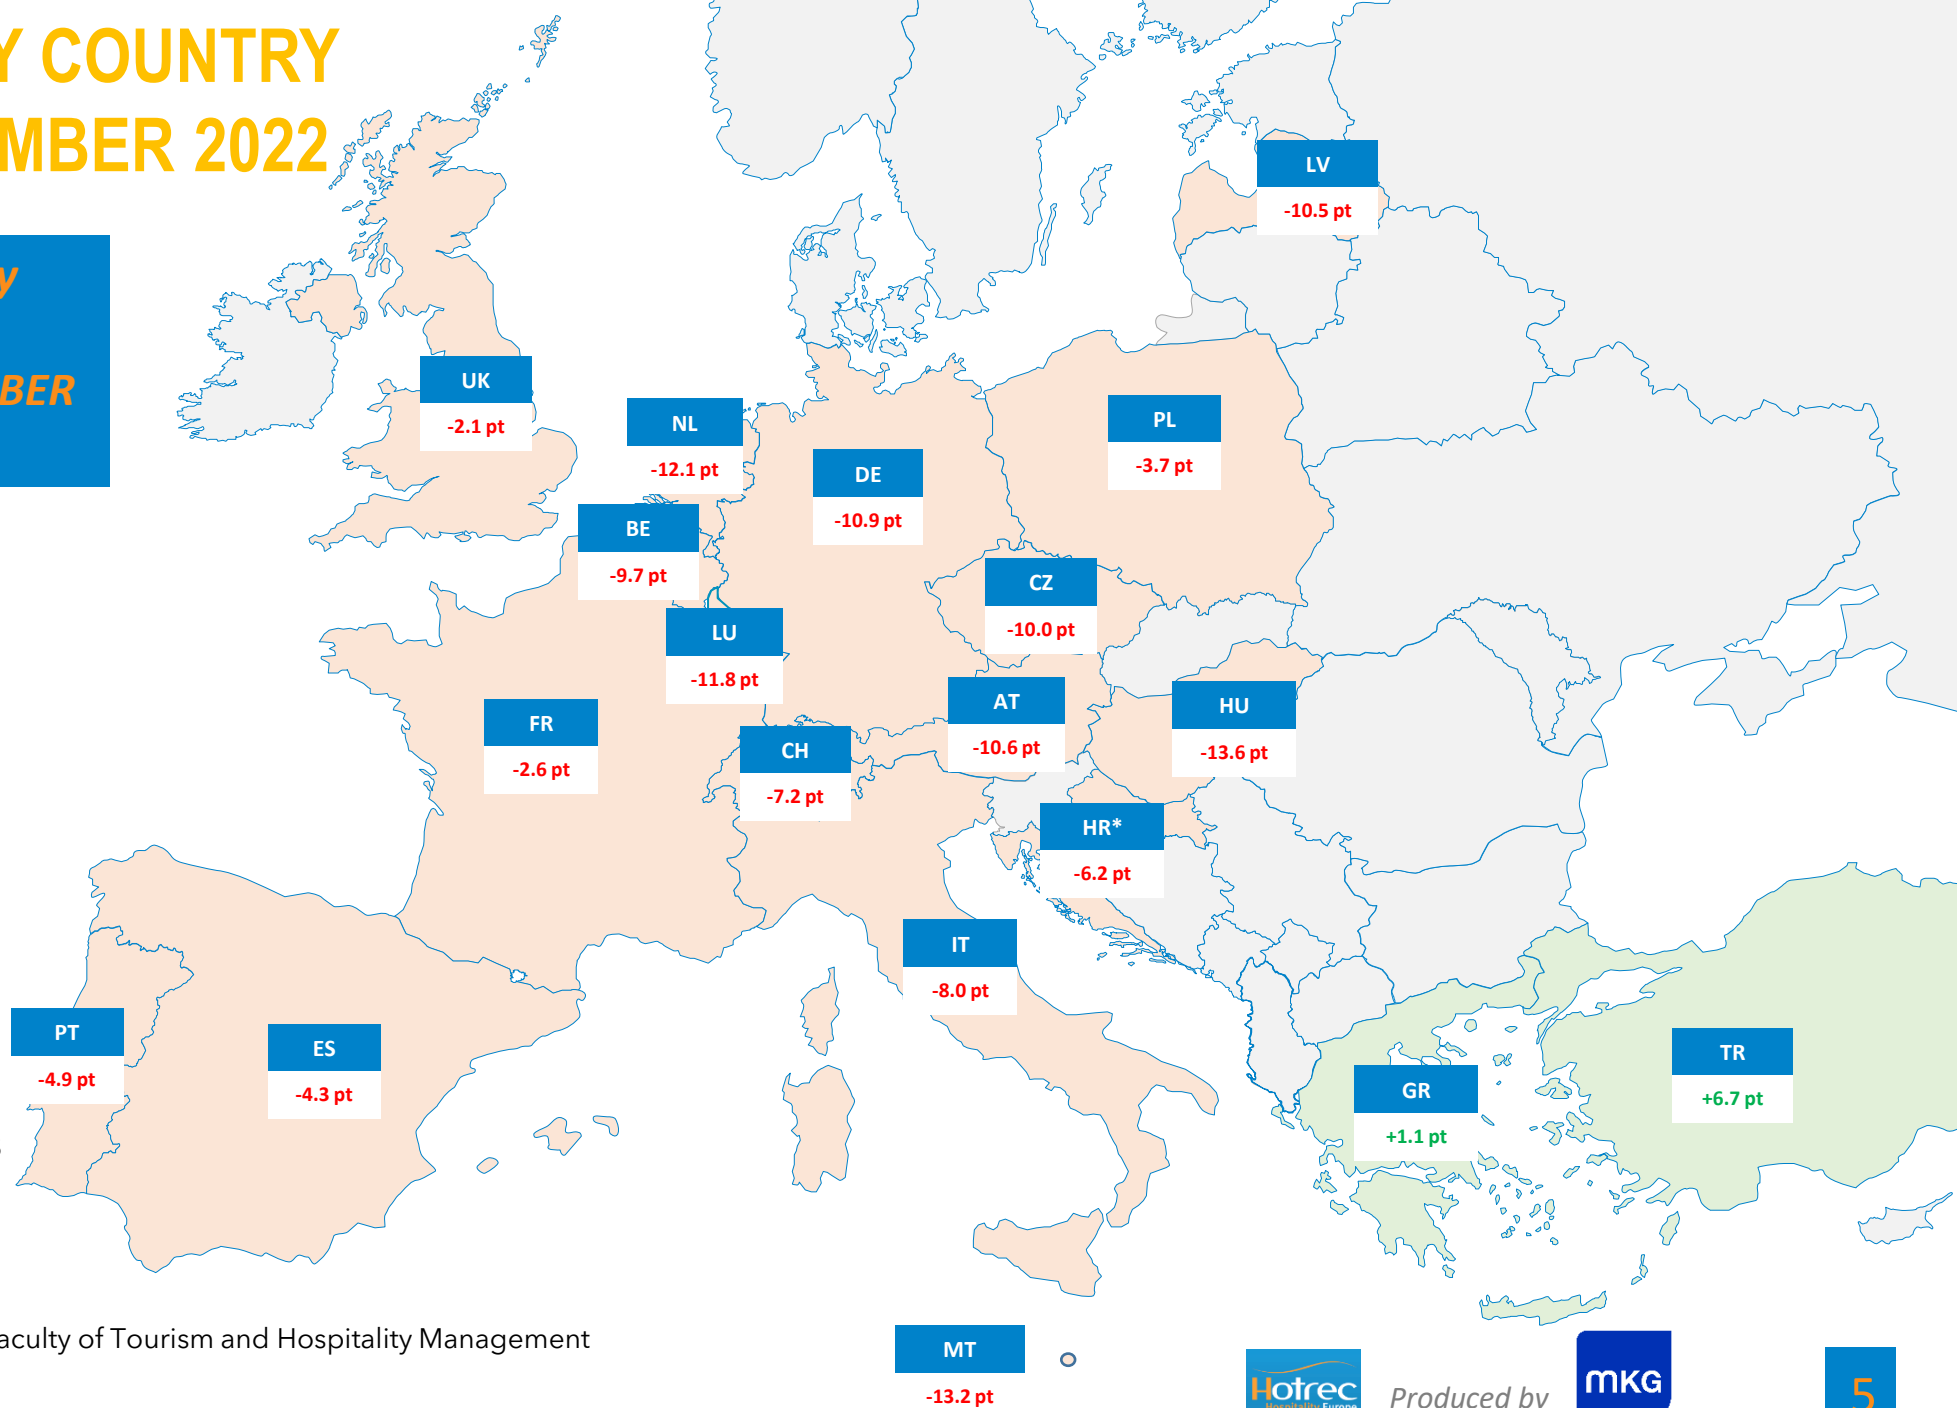 Y COUNTRY
MBER 2022
y
BER
LV
-10.5 pt
UK
-2.1 pt
NL
-12.1 pt
PL
-3.7 pt
DE
-10.9 pt
BE
-9.7 pt
CZ
-10.0 pt
LU
-11.8 pt
AT
-10.6 pt
HU
-13.6 pt
FR
-2.6 pt
CH
-7.2 pt
HR*
-6.2 pt
IT
-8.0 pt
PT
-4.9 pt
ES
-4.3 pt
GR
+1.1 pt
TR
+6.7 pt
aculty of Tourism and Hospitality Management
MT
-13.2 pt
Hotrec
Hospitality Europe
Produced by
MKG
5